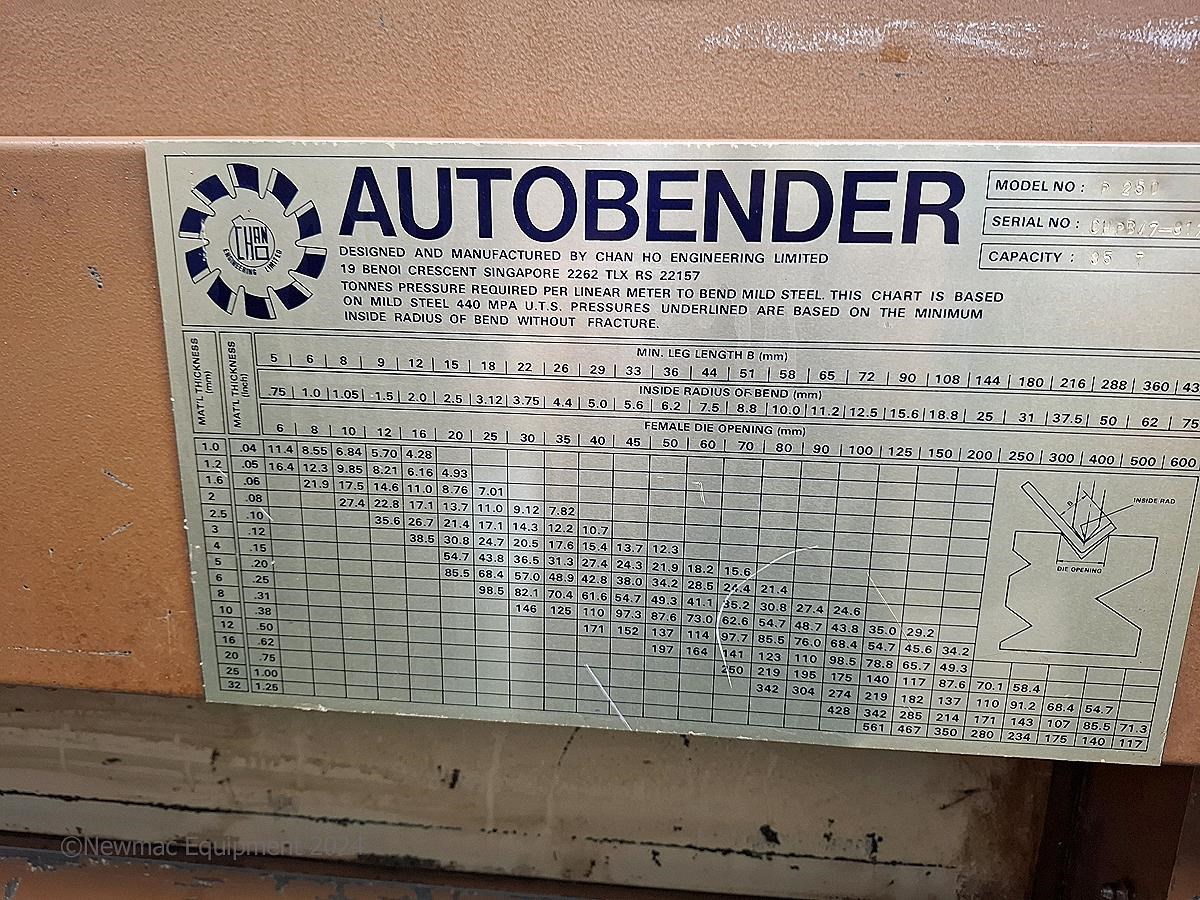 AUTOBENDER
CHAN HO
ENGINEERING LIMITED
DESIGNED AND MANUFACTURED BY CHAN HO ENGINEERING LIMITED
19 BENOI CRESCENT SINGAPORE 2262 TLX RS 22157
TONNES PRESSURE REQUIRED PER LINEAR METER TO BEND MILD STEEL. THIS CHART IS BASED
ON MILD STEEL 440 MPA U.T.S. PRESSURES UNDERLINED ARE BASED ON THE MINIMUM
INSIDE RADIUS OF BEND WITHOUT FRACTURE.
MODEL NO :
SERIAL NO :
CAPACITY :
MAT'L THICKNESS (mm)
MAT'L THICKNESS (Inch)
MIN. LEG LENGTH B (mm)
5 6 8 9 12 15 18 22 26 29 33 36 44 51 58 65 72 90 108 144 180 216 288 360 43
INSIDE RADIUS OF BEND (mm)
.75 1.0 1.05 1.5 2.0 2.5 3.12 3.75 4.4 5.0 5.6 6.2 7.5 8.8 10.0 11.2 12.5 15.6 18.8 25 31 37.5 50 62 75
FEMALE DIE OPENING (mm)
6 8 10 12 16 20 25 30 35 40 45 50 60 70 80 90 100 125 150 200 250 300 400 500 600
1.0 .04 11.4 8.55 6.84 5.70 4.28
1.2 .05 16.4 12.3 9.85 8.21 6.16 4.93
1.6 .06 21.9 17.5 14.6 11.0 8.76 7.01
2 .08 27.4 22.8 17.1 13.7 11.0 9.12 7.82
2.5 .10 35.6 26.7 21.4 17.1 14.3 12.2 10.7
3 .12 38.5 30.8 24.7 20.5 17.6 15.4 13.7 12.3
4 .15 54.7 43.8 36.5 31.3 27.4 24.3 21.9 18.2 15.6
5 .20 85.5 68.4 57.0 48.9 42.8 38.0 34.2 28.5 24.4 21.4
6 .25 98.5 82.1 70.4 61.6 54.7 49.3 41.1 35.2 30.8 27.4 24.6
8 .31 146 125 110 97.3 87.6 73.0 62.6 54.7 48.7 43.8 35.0 29.2
10 .38 171 152 137 114 97.7 85.5 76.0 68.4 54.7 45.6 34.2
12 .50 197 164 141 123 110 98.5 78.8 65.7 49.3
16 .62 250 219 195 175 140 117 87.6 70.1 58.4
20 .75 342 304 274 219 182 137 110 91.2 68.4 54.7
25 1.00 428 342 285 214 171 143 107 85.5 71.3
32 1.25 561 467 350 280 234 175 140 117
INSIDE RAD
B
DIE OPENING
©Newmac Equipment 2024